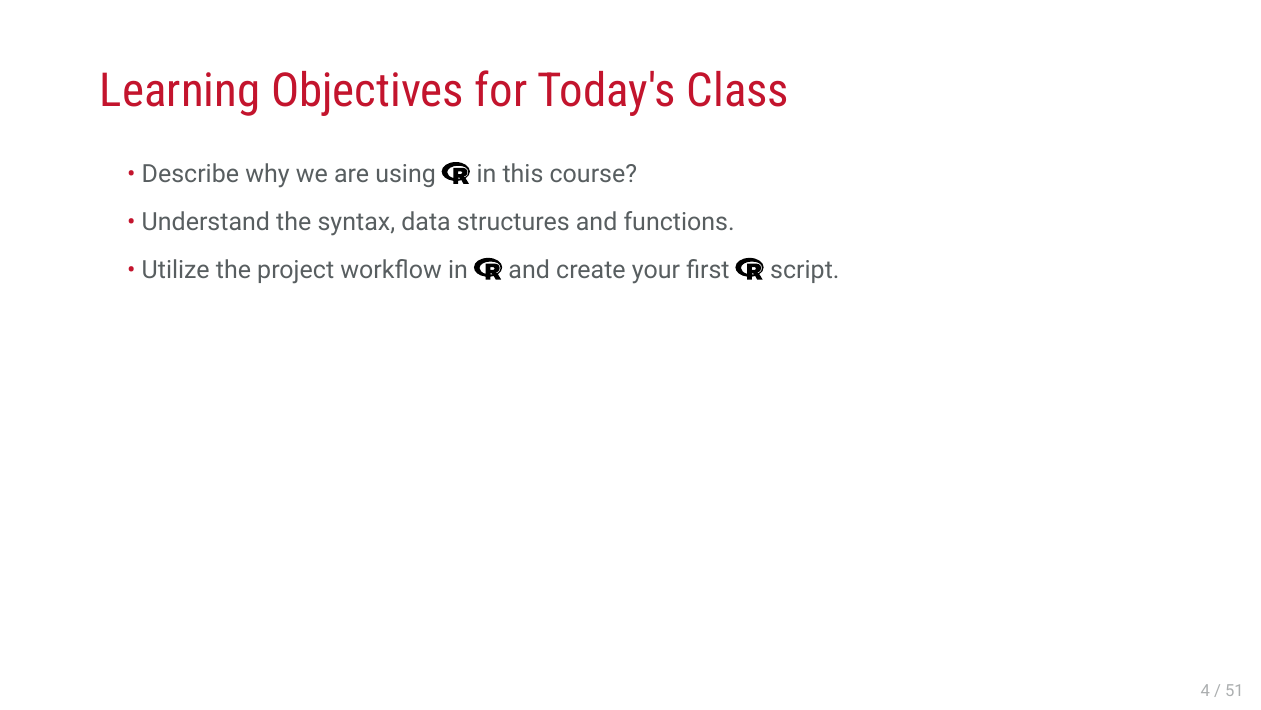 Learning Objectives for Today's Class
• Describe why we are using R in this course?
• Understand the syntax, data structures and functions.
• Utilize the project workflow in R and create your first R script.
4 / 51